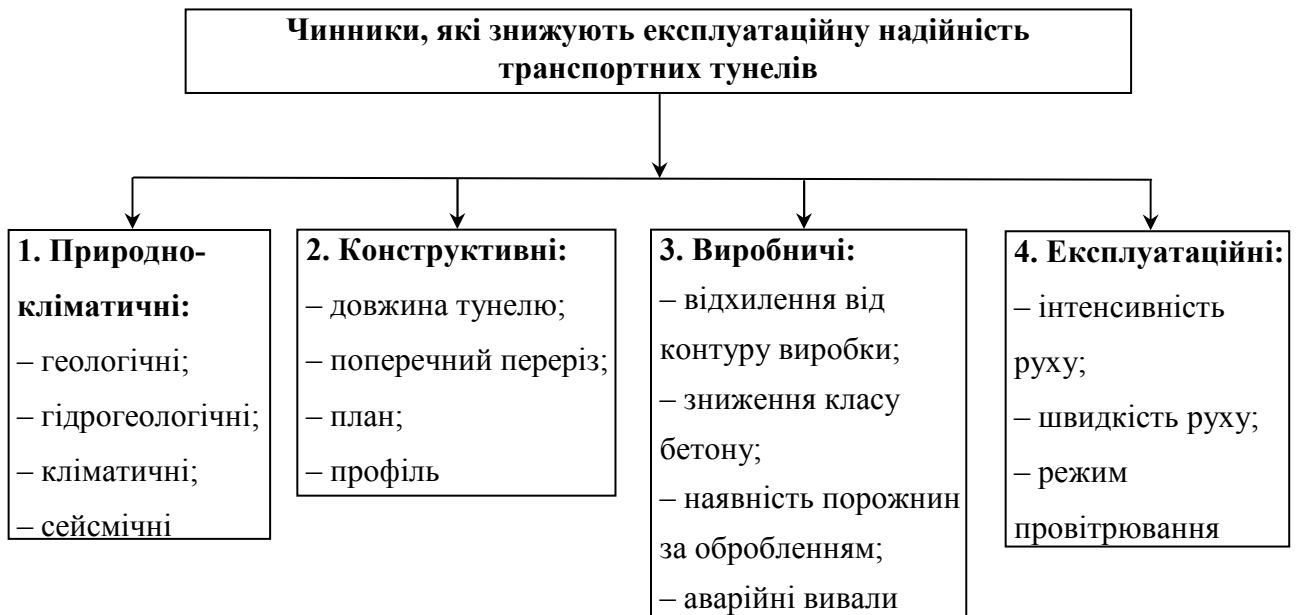 Чинники, які знижують експлуатаційну надійність
транспортних тунелів
1. Природно-
кліматичні:
– геологічні;
– гідрогеологічні;
– кліматичні;
– сейсмічні
2. Конструктивні:
– довжина тунелю;
– поперечний переріз;
– план;
– профіль
3. Виробничі:
– відхилення від
контуру виробки;
– зниження класу
бетону;
– наявність порожнин
за обробленням;
– аварійні вивали
4. Експлуатаційні:
– інтенсивність
руху;
– швидкість руху;
– режим
провітрювання